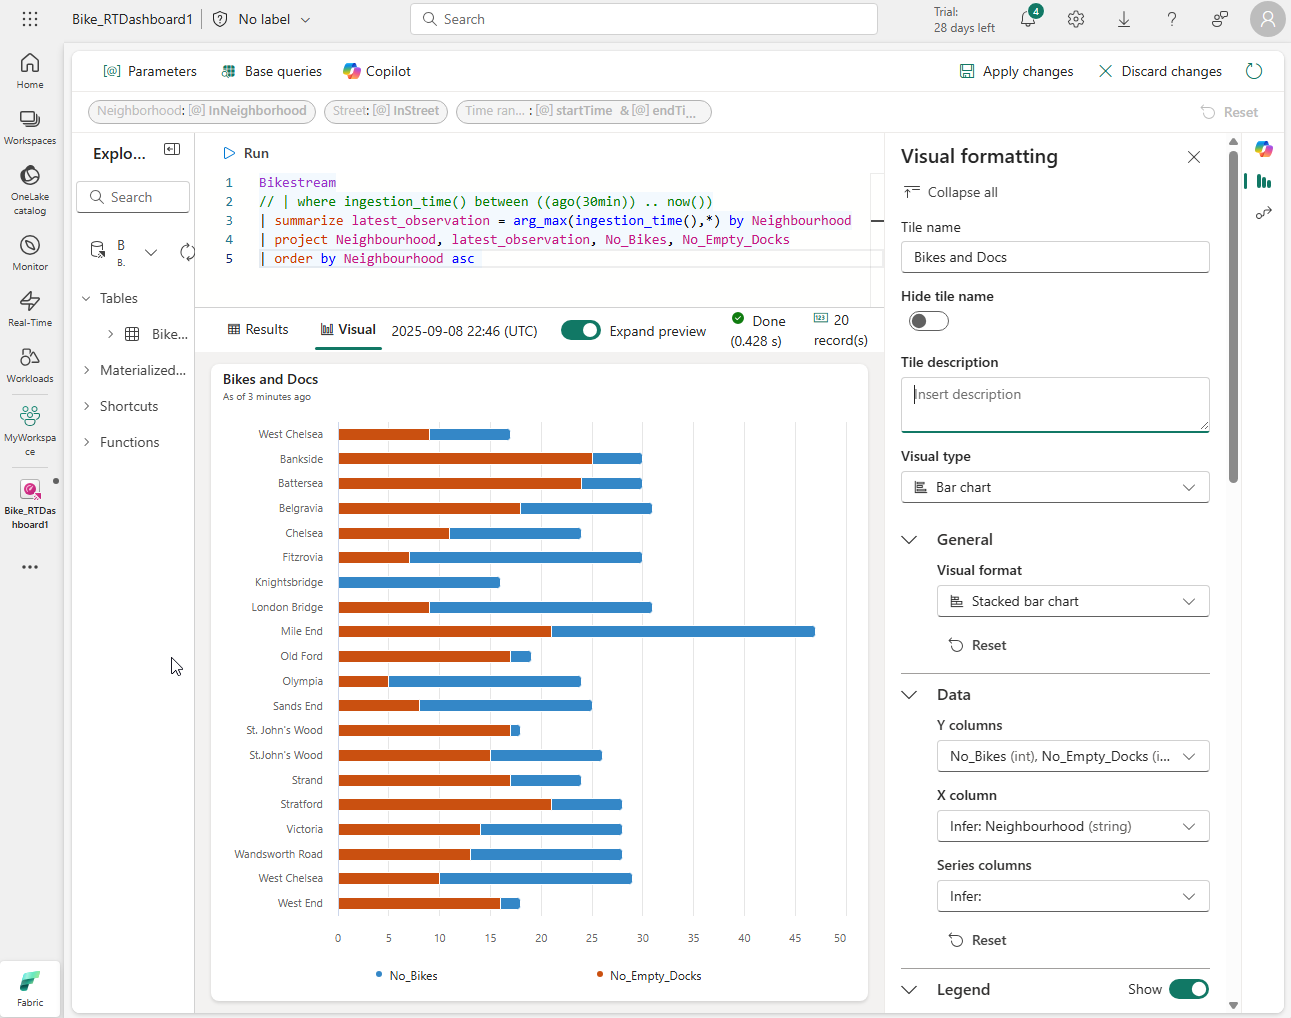 Bike_RTDashboard1
No label
Search
Trial:
28 days left
4
Home
Workspaces
OneLake
catalog
Monitor
Real-Time
Workloads
MyWorkspa
ce
Bike_RTDas
hboard1
Fabric
Parameters
Base queries
Copilot
Apply changes
Discard changes
Neighborhood: [@] InNeighborhood
Street: [@] InStreet
Time ran... : [@] startTime & [@] endTi...
Reset
Explo...
Search
B
B.
Tables
Bike...
Materialized...
Shortcuts
Functions
Run
1 Bikestream
2 // | where ingestion_time() between ((ago(30min)) .. now())
3 | summarize latest_observation = arg_max(ingestion_time(),*) by Neighbourhood
4 | project Neighbourhood, latest_observation, No_Bikes, No_Empty_Docks
5 | order by Neighbourhood asc
Results
Visual
2025-09-08 22:46 (UTC)
Expand preview
Done
(0.428 s)
20
record(s)
Bikes and Docs
As of 3 minutes ago
West Chelsea
Bankside
Battersea
Belgravia
Chelsea
Fitzrovia
Knightsbridge
London Bridge
Mile End
Old Ford
Olympia
Sands End
St. John's Wood
St.John's Wood
Strand
Stratford
Victoria
Wandsworth Road
West Chelsea
West End
0 5 10 15 20 25 30 35 40 45 50
No_Bikes
No_Empty_Docks
Visual formatting
Collapse all
Tile name
Bikes and Docs
Hide tile name
Tile description
Insert description
Visual type
Bar chart
General
Visual format
Stacked bar chart
Reset
Data
Y columns
No_Bikes (int), No_Empty_Docks (i...
X column
Infer: Neighbourhood (string)
Series columns
Infer:
Reset
Legend
Show